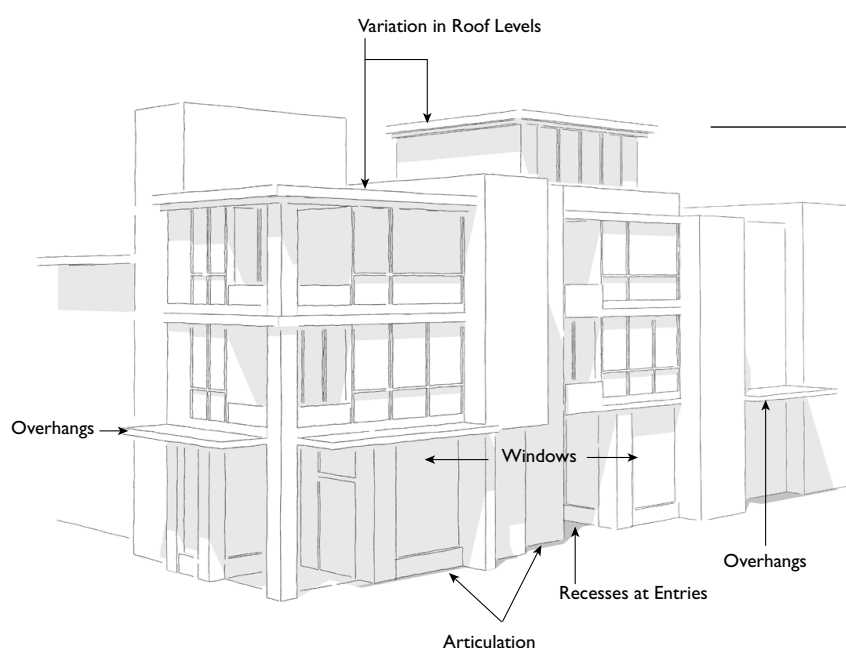 Variation in Roof Levels
Overhangs
Windows
Overhangs
Recesses at Entries
Articulation